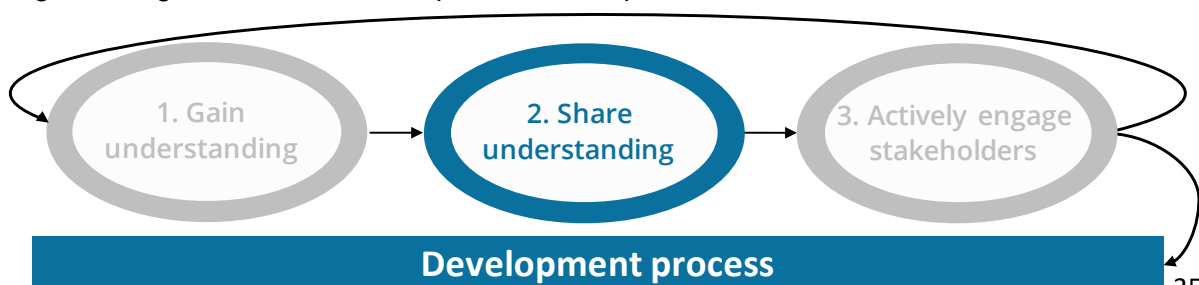 1. Gain
understanding
2. Share
understanding
3. Actively engage
stakeholders
Development process